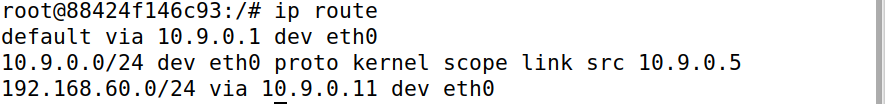 root@88424f146c93:/# ip route
default via 10.9.0.1 dev eth0
10.9.0.0/24 dev eth0 proto kernel scope link src 10.9.0.5
192.168.60.0/24 via 10.9.0.11 dev eth0